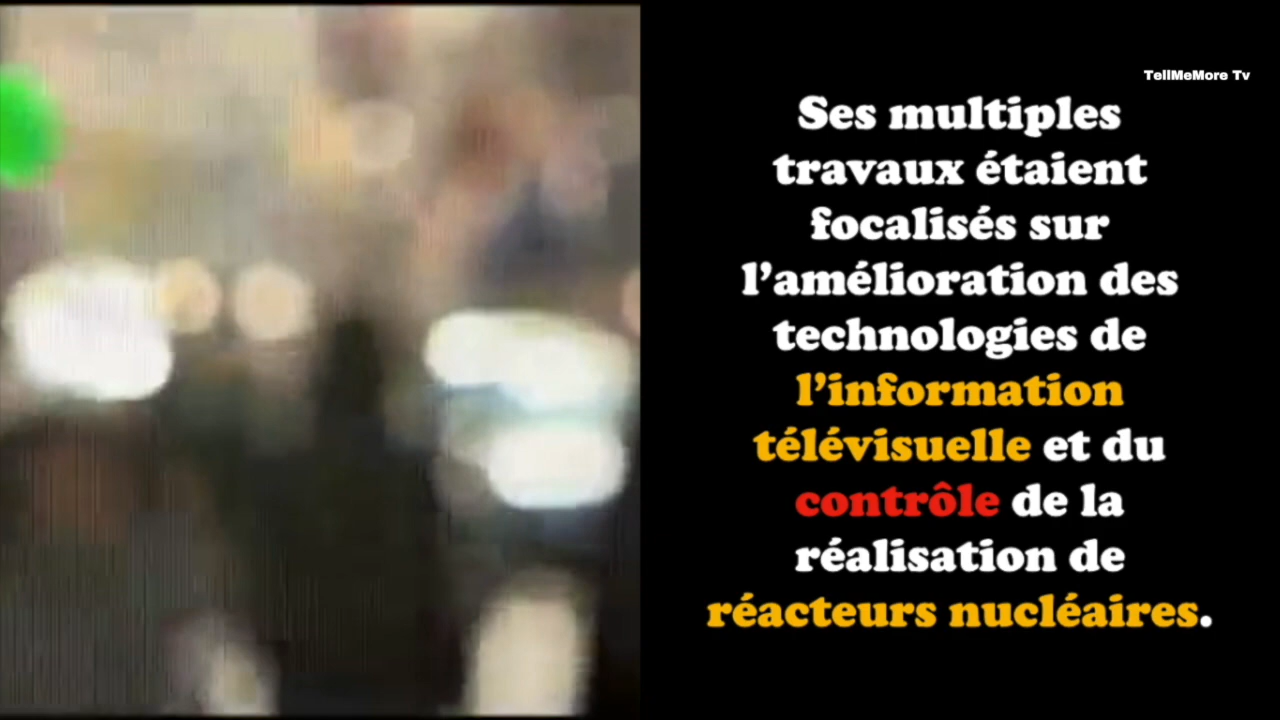 TellMeMore Tv
Ses multiples
travaux étaient
focalisés sur
l’amélioration des
technologies de
l’information
télévisuelle et du
contrôle de la
réalisation de
réacteurs nucléaires.